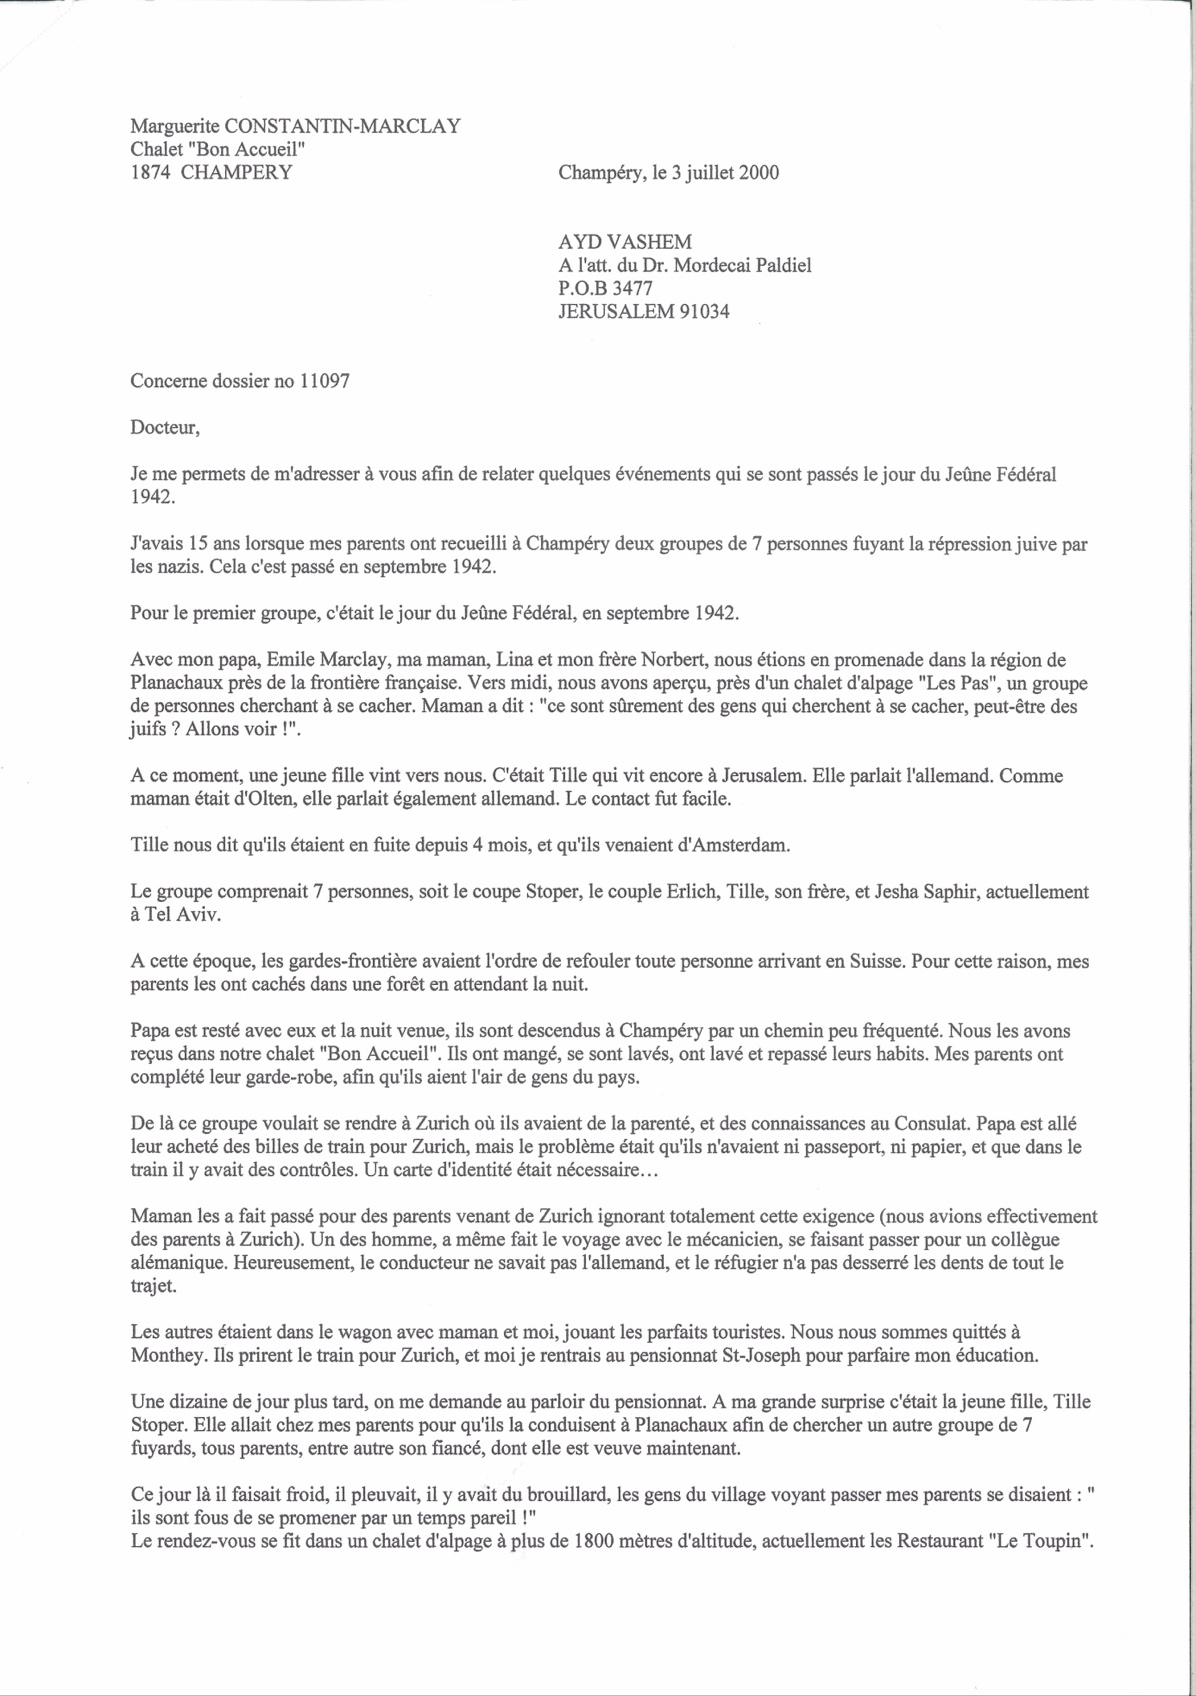 Marguerite CONSTANTIN-MARCLAY
Chalet "Bon Accueil"
1874 CHAMPERY
Champéry, le 3 juillet 2000
AYD VASHEM
A l'att. du Dr. Mordecai Paldiel
P.O.B 3477
JERUSALEM 91034
Concerne dossier no 11097
Docteur,
Je me permets de m'adresser à vous afin de relater quelques événements qui se sont passés le jour du Jeûne Fédéral
1942.
J'avais 15 ans lorsque mes parents ont recueilli à Champéry deux groupes de 7 personnes fuyant la répression juive par
les nazis. Cela c'est passé en septembre 1942.
Pour le premier groupe, c'était le jour du Jeûne Fédéral, en septembre 1942.
Avec mon papa, Emile Marclay, ma maman, Lina et mon frère Norbert, nous étions en promenade dans la région de
Planachaux près de la frontière française. Vers midi, nous avons aperçu, près d'un chalet d'alpage "Les Pas", un groupe
de personnes cherchant à se cacher. Maman a dit : "ce sont sûrement des gens qui cherchent à se cacher, peut-être des
juifs ? Allons voir !".
A ce moment, une jeune fille vint vers nous. C'était Tille qui vit encore à Jerusalem. Elle parlait l'allemand. Comme
maman était d'Olten, elle parlait également allemand. Le contact fut facile.
Tille nous dit qu'ils étaient en fuite depuis 4 mois, et qu'ils venaient d'Amsterdam.
Le groupe comprenait 7 personnes, soit le coupe Stoper, le couple Erlich, Tille, son frère, et Jesha Saphir, actuellement
à Tel Aviv.
A cette époque, les gardes-frontière avaient l'ordre de refouler toute personne arrivant en Suisse. Pour cette raison, mes
parents les ont cachés dans une forêt en attendant la nuit.
Papa est resté avec eux et la nuit venue, ils sont descendus à Champéry par un chemin peu fréquenté. Nous les avons
reçus dans notre chalet "Bon Accueil". Ils ont mangé, se sont lavés, ont lavé et repassé leurs habits. Mes parents ont
complété leur garde-robe, afin qu'ils aient l'air de gens du pays.
De là ce groupe voulait se rendre à Zurich où ils avaient de la parenté, et des connaissances au Consulat. Papa est allé
leur acheté des billes de train pour Zurich, mais le problème était qu'ils n'avaient ni passeport, ni papier, et que dans le
train il y avait des contrôles. Un carte d'identité était nécessaire…
Maman les a fait passé pour des parents venant de Zurich ignorant totalement cette exigence (nous avions effectivement
des parents à Zurich). Un des homme, a même fait le voyage avec le mécanicien, se faisant passer pour un collègue
alémanique. Heureusement, le conducteur ne savait pas l'allemand, et le réfugier n'a pas desserré les dents de tout le
trajet.
Les autres étaient dans le wagon avec maman et moi, jouant les parfaits touristes. Nous nous sommes quittés à
Monthey. Ils prirent le train pour Zurich, et moi je rentrais au pensionnat St-Joseph pour parfaire mon éducation.
Une dizaine de jour plus tard, on me demande au parloir du pensionnat. A ma grande surprise c'était la jeune fille, Tille
Stoper. Elle allait chez mes parents pour qu'ils la conduisent à Planachaux afin de chercher un autre groupe de 7
fuyards, tous parents, entre autre son fiancé, dont elle est veuve maintenant.
Ce jour là il faisait froid, il pleuvait, il y avait du brouillard, les gens du village voyant passer mes parents se disaient : "
ils sont fous de se promener par un temps pareil !"
Le rendez-vous se fit dans un chalet d'alpage à plus de 1800 mètres d'altitude, actuellement les Restaurant "Le Toupin".